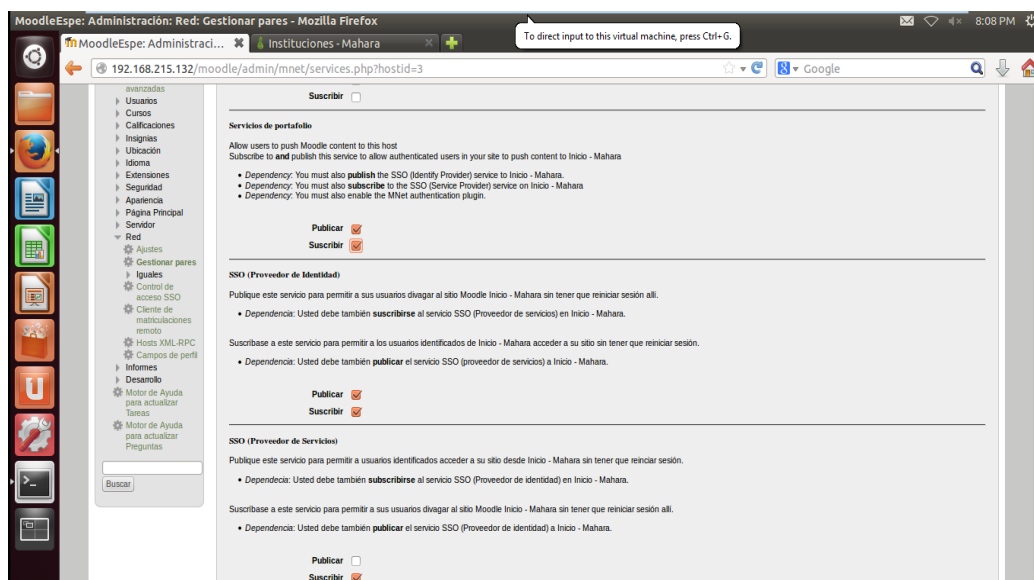 MoodleEspe: Administración: Red: Gestionar pares - Mozilla Firefox
8:08 PM
To direct input to this virtual machine, press Ctrl+G.
MoodleEspe: Administraci...
Instituciones - Mahara
192.168.215.132/moodle/admin/mnet/services.php?hostid=3
Google
avanzadas
Usuarios
Cursos
Calificaciones
Insignias
Ubicación
Idioma
Extensiones
Seguridad
Apariencia
Página Principal
Servidor
Red
Ajustes
Gestionar pares
Iguales
Control de
acceso SSO
Cliente de
matriculaciones
remoto
Hosts XML-RPC
Campos de perfil
Informes
Desarrollo
Motor de Ayuda
para actualizar
Tareas
Motor de Ayuda
para actualizar
Preguntas
Buscar
Suscribir
Servicios de portafolio
Allow users to push Moodle content to this host
Subscribe to and publish this service to allow authenticated users in your site to push content to Inicio - Mahara
• Dependency: You must also publish the SSO (Identify Provider) service to Inicio - Mahara.
• Dependency: You must also subscribe to the SSO (Service Provider) service on Inicio - Mahara
• Dependency: You must also enable the MNet authentication plugin.
Publicar
Suscribir
SSO (Proveedor de Identidad)
Publique este servicio para permitir a sus usuarios divagar al sitio Moodle Inicio - Mahara sin tener que reiniciar sesión allí.
• Dependencia: Usted debe también suscribirse al servicio SSO (Proveedor de servicios) en Inicio - Mahara.
Suscríbase a este servicio para permitir a los usuarios identificados de Inicio - Mahara acceder a su sitio sin tener que reiniciar sesión.
• Dependencia: Usted debe también publicar el servicio SSO (proveedor de servicios) a Inicio - Mahara.
Publicar
Suscribir
SSO (Proveedor de Servicios)
Publique este servicio para permitir a usuarios identificados acceder a su sitio desde Inicio - Mahara sin tener que reinciar sesión.
• Dependecia: Usted debe también subscribirse al servicio SSO (Proveedor de identidad) en Inicio - Mahara.
Suscríbase a este servicio para permitir a sus usuarios divagar al sitio Moodle Inicio - Mahara sin tener que reiniciar sesión allí.
• Dependencia: Usted debe también publicar el servicio SSO (Proveedor de identidad) a Inicio - Mahara.
Publicar
Suscribir